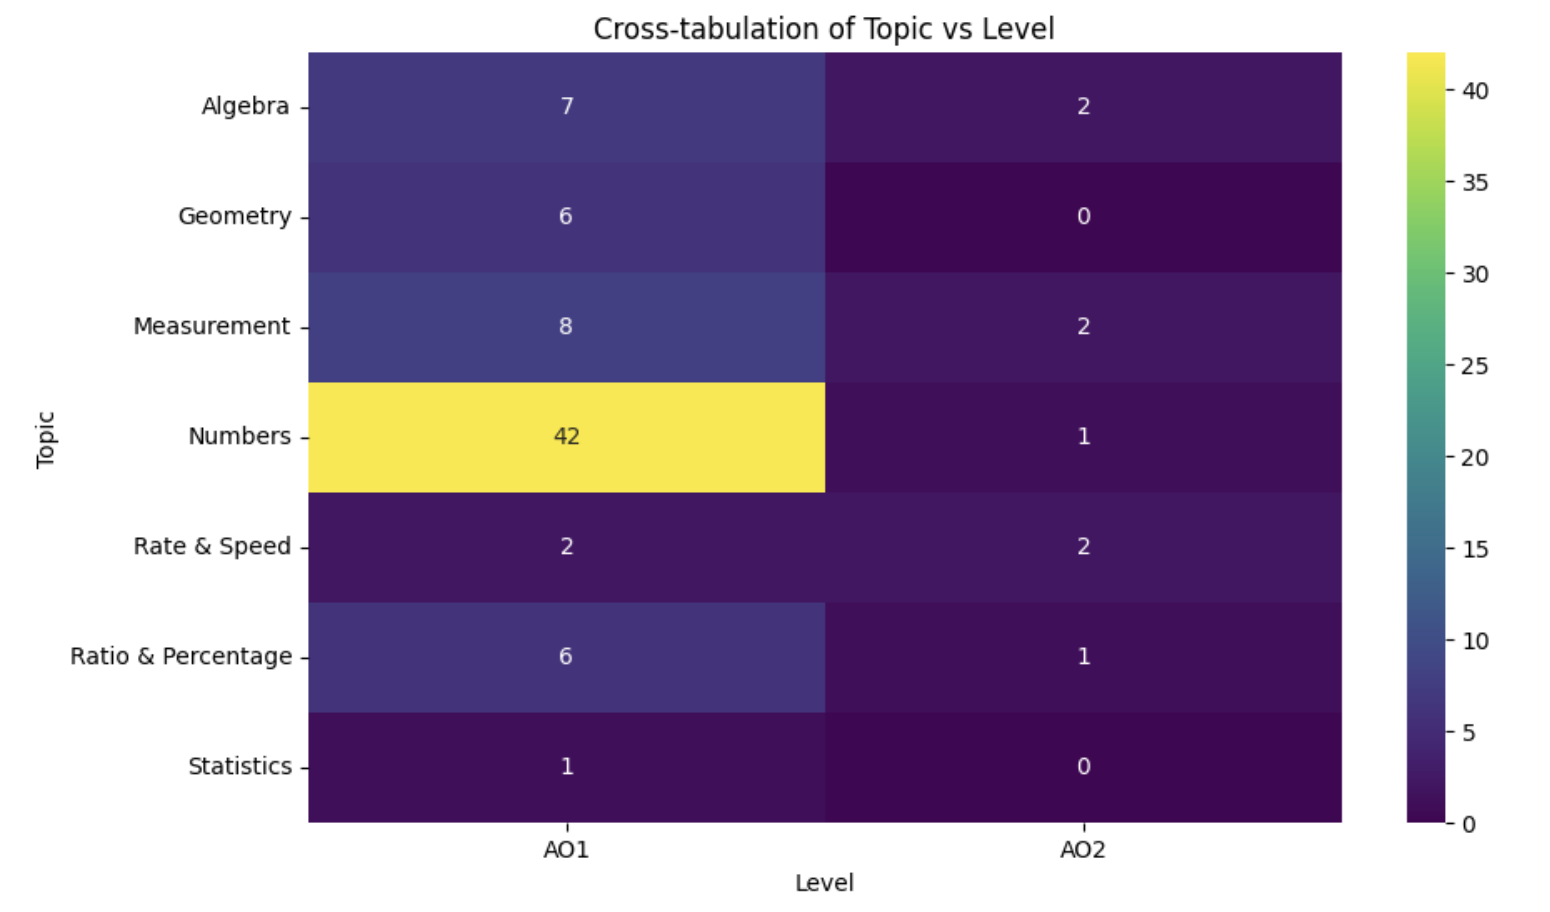 Cross-tabulation of Topic vs Level
Topic
Algebra 7 2
Geometry 6 0
Measurement 8 2
Numbers 42 1
Rate & Speed 2 2
Ratio & Percentage 6 1
Statistics 1 0
AO1 AO2
Level
40
35
30
25
20
15
10
5
0